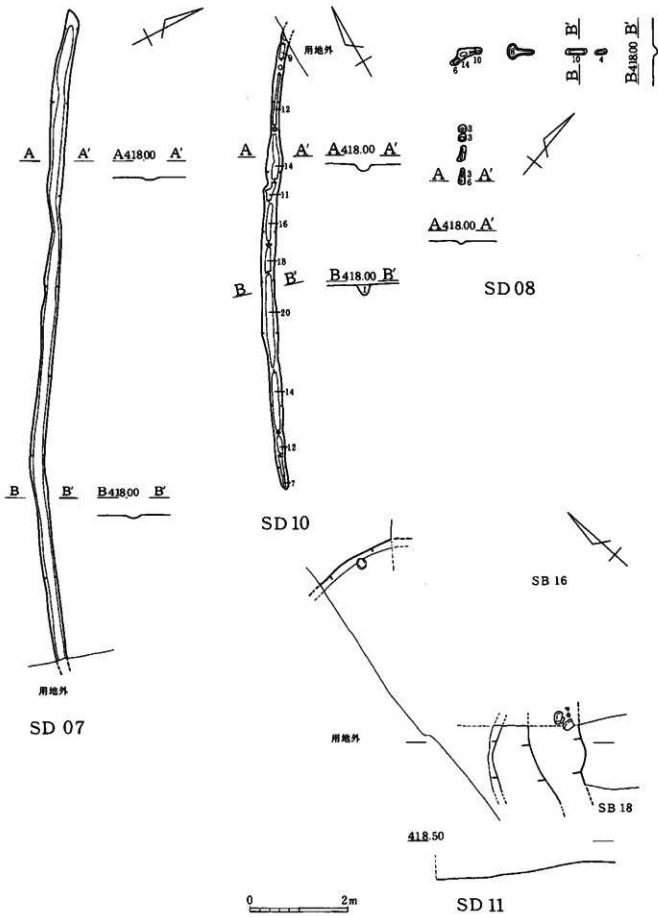 A A' A418.00 A'
B B' B418.00 B'
用地外
SD 07
用地外
9
12
A A' A418.00 A'
14
11
16
18
B B' B418.00 B'
20
14
12
7
SD 10
6 14 10
8
B B' 10 4
B418.00 B'
3
3
A 3 A'
6
A418.00 A'
SD 08
SB 16
用地外
SB 18
418.50
0 2m
SD 11